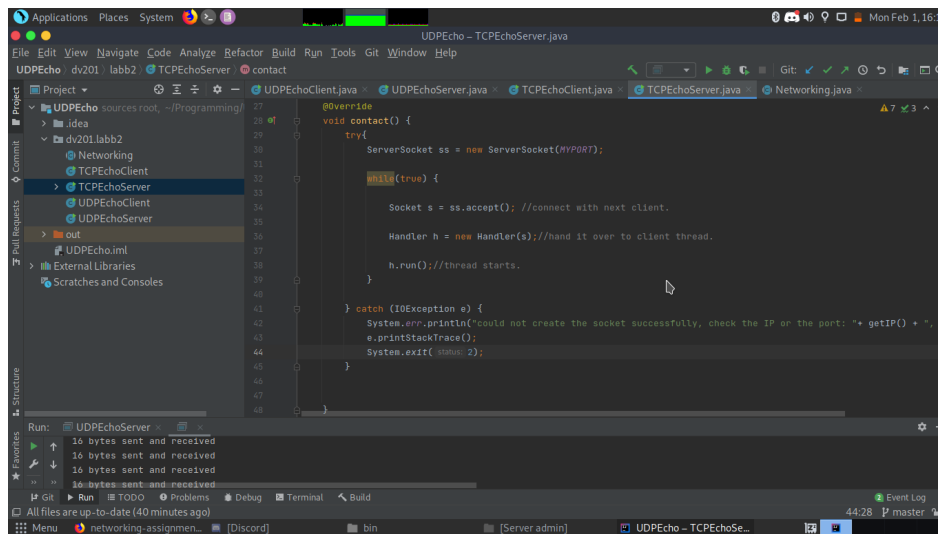 Applications Places System Mon Feb 1, 16:
UDPEcho – TCPEchoServer.java
File Edit View Navigate Code Analyze Refactor Build Run Tools Git Window Help
UDPEcho dv201 labb2 TCPEchoServer contact Git:
Project UDPEchoClient.java UDPEchoServer.java TCPEchoClient.java TCPEchoServer.java Networking.java
Project
Commit
Pull Requests
Structure
Favorites
UDPEcho sources root, ~/Programming/
.idea
dv201.labb2
Networking
TCPEchoClient
TCPEchoServer
UDPEchoClient
UDPEchoServer
out
UDPEcho.iml
External Libraries
Scratches and Consoles
7 3
27 @Override
28 void contact() {
29 try{
30 ServerSocket ss = new ServerSocket(MYPORT);
31
32 while(true) {
33
34 Socket s = ss.accept(); //connect with next client.
35
36 Handler h = new Handler(s);//hand it over to client thread.
37
38 h.run();//thread starts.
39 }
40
41 } catch (IOException e) {
42 System.err.println("could not create the socket successfully, check the IP or the port: "+ getIP() + ",
43 e.printStackTrace();
44 System.exit( status: 2);
45 }
46
47
48 }
Run: UDPEchoServer
16 bytes sent and received
16 bytes sent and received
16 bytes sent and received
16 bytes sent and received
Git Run TODO Problems Debug Terminal Build 2 Event Log
All files are up-to-date (40 minutes ago) 44:28 master
Menu networking-assignmen... [Discord] bin [Server admin] UDPEcho – TCPEchoSe...